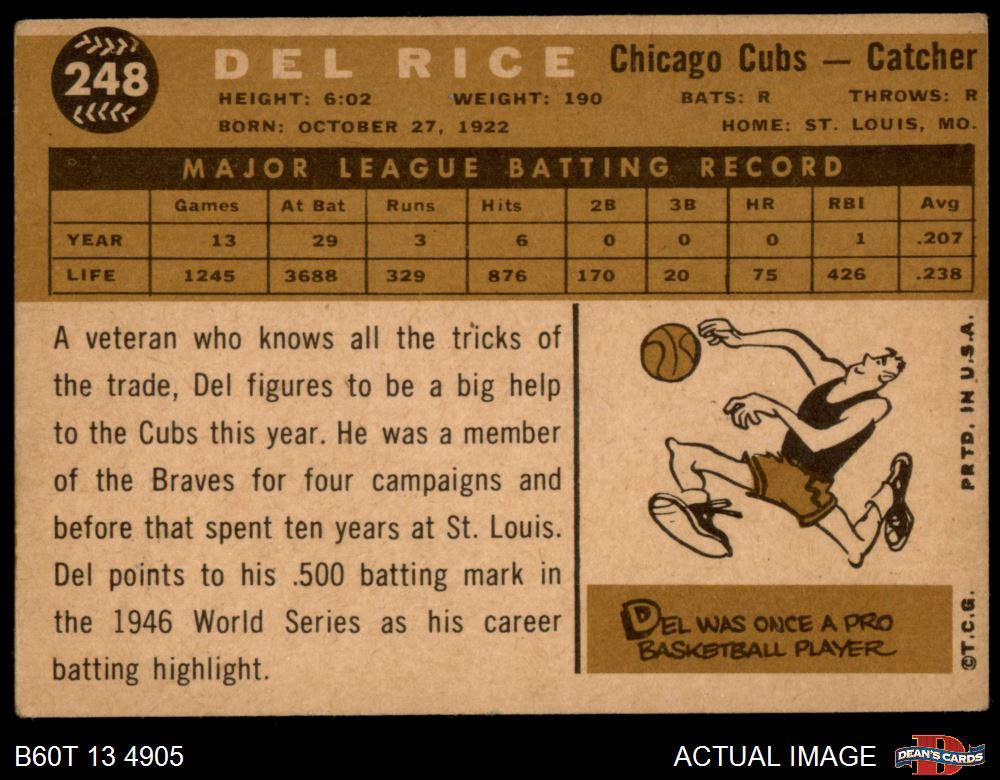 248
DEL RICE Chicago Cubs — Catcher
HEIGHT: 6:02 WEIGHT: 190 BATS: R THROWS: R
BORN: OCTOBER 27, 1922 HOME: ST. LOUIS, MO.
MAJOR LEAGUE BATTING RECORD
Games At Bat Runs Hits 2B 3B HR RBI Avg
YEAR 13 29 3 6 0 0 0 1 .207
LIFE 1245 3688 329 876 170 20 75 426 .238
A veteran who knows all the tricks of
the trade, Del figures to be a big help
to the Cubs this year. He was a member
of the Braves for four campaigns and
before that spent ten years at St. Louis.
Del points to his .500 batting mark in
the 1946 World Series as his career
batting highlight.
DEL WAS ONCE A PRO
BASKETBALL PLAYER
PRTD. IN U.S.A.
©T.C.G.
B60T 13 4905
ACTUAL IMAGE
D
DEAN'S CARDS